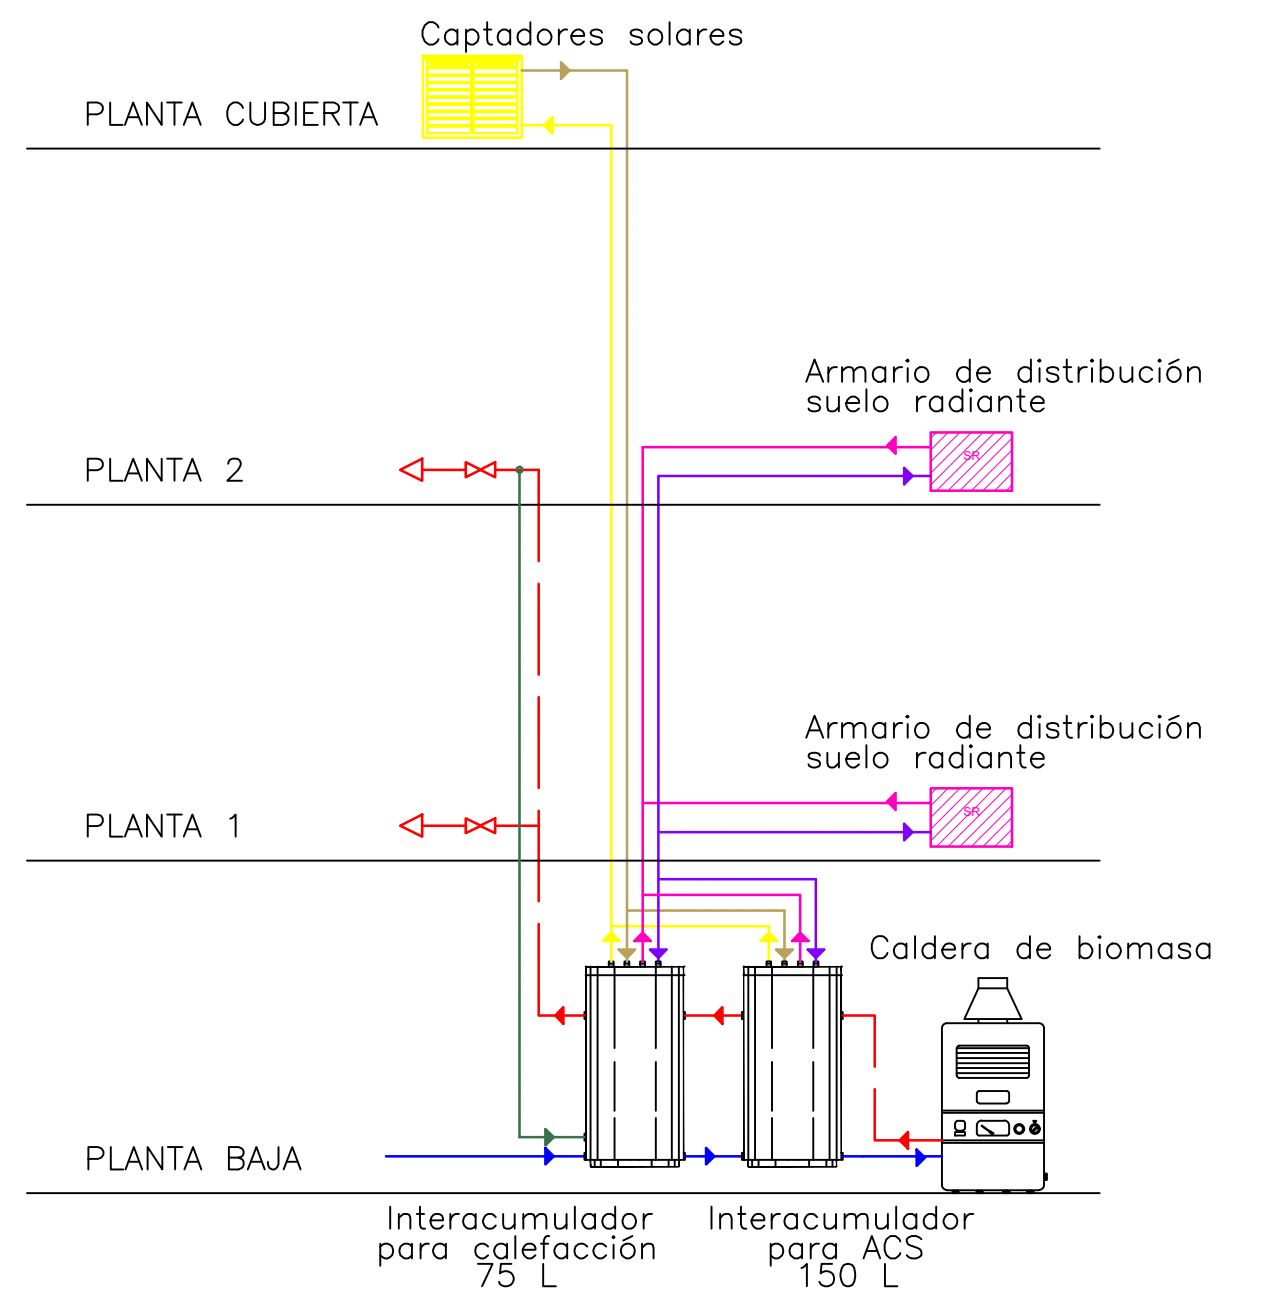 Captadores solares
PLANTA CUBIERTA
Armario de distribución
suelo radiante
SR
PLANTA 2
Armario de distribución
suelo radiante
SR
PLANTA 1
Caldera de biomasa
PLANTA BAJA
Interacumulador
para calefacción
75 L
Interacumulador
para ACS
150 L